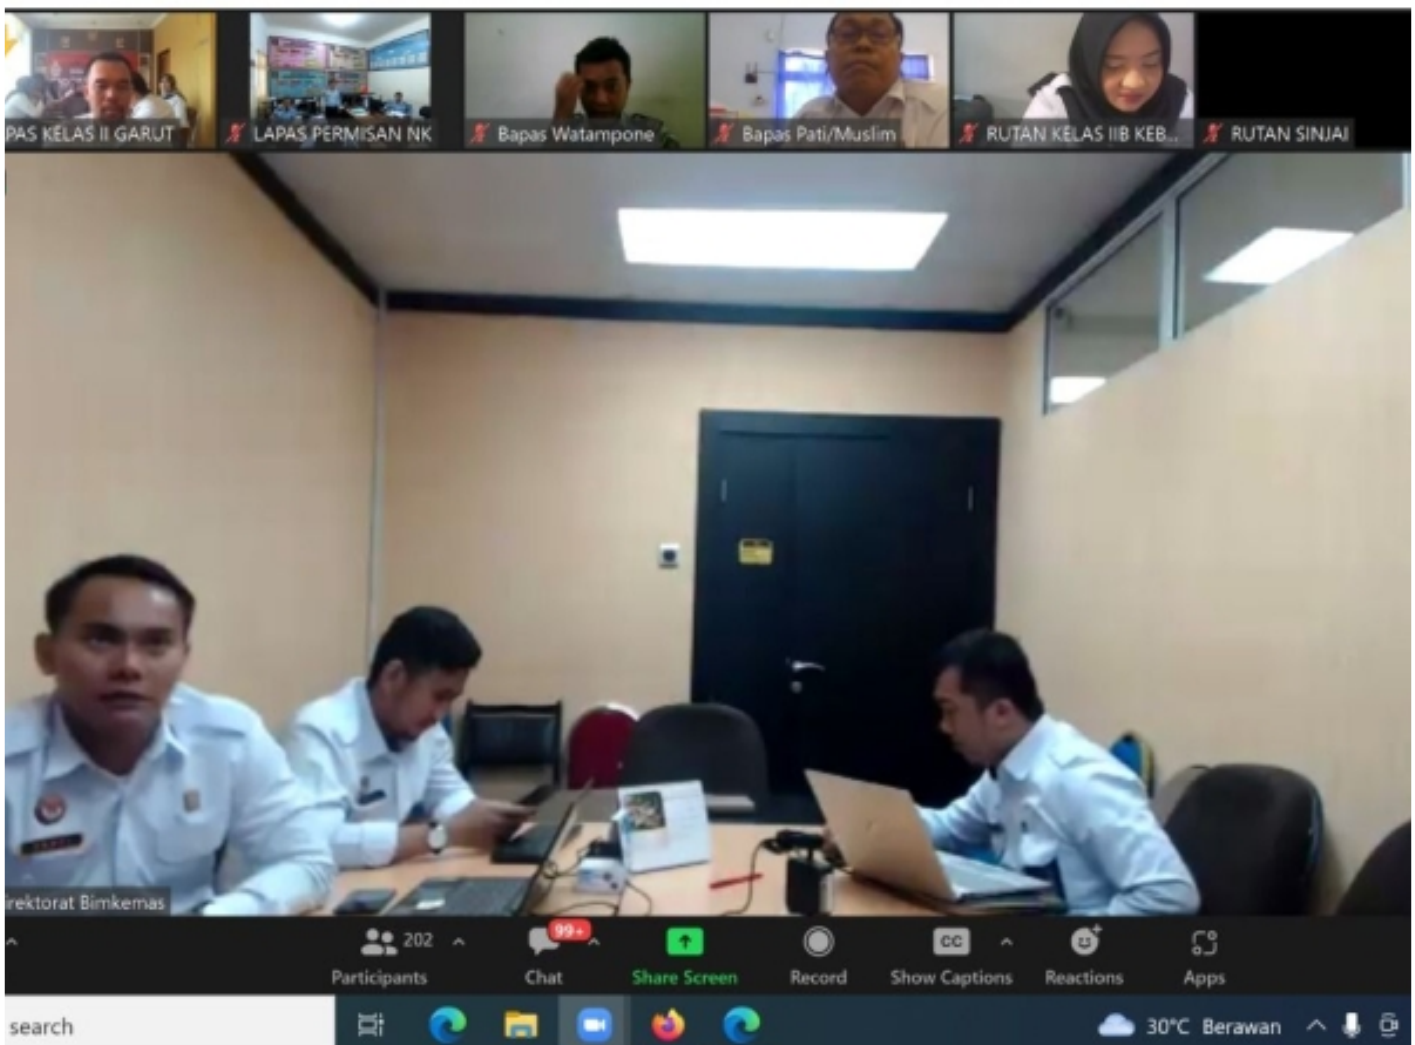 PAS KELAS II GARUT
LAPAS PERMISAN NK
Bapas Watampone
Bapas Pati/Muslim
RUTAN KELAS IIB KEB...
RUTAN SINJAI
irektorat Bimkemas
202
99+
CC
Participants
Chat
Share Screen
Record
Show Captions
Reactions
Apps
search
30°C Berawan